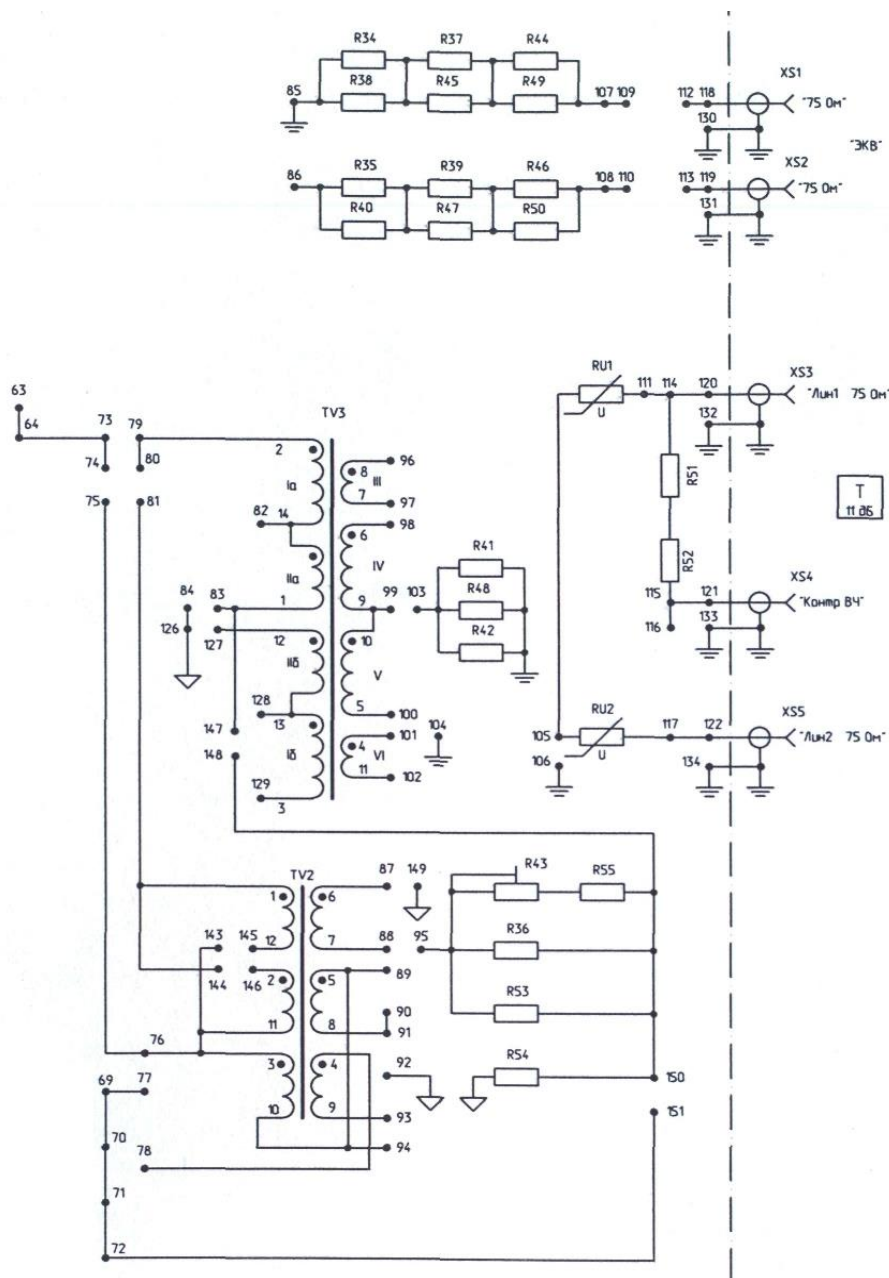 R34 R37 R44
XS1
85 R38 R45 R49 107 109 112 118 "75 Ом"
130
"ЭКВ"
R35 R39 R46 XS2
86 108 110 113 119 "75 Ом"
R40 R47 R50 131
RU1 XS3
63 111 114 120 "Лин1 75 Ом"
64 73 79 TV3 U 132
2 96
74 80 8
Iа III R51 Т
75 81 7 97 11 дБ
82 14 98
6 R41
IIа IV R52 XS4
84 83 1 9 99 103 R48 115 121 "Контр ВЧ"
126 127 12 10 R42 116 133
IIб V
128 5 100
13 101 104 RU2 XS5
147 4 105 117 122 "Лин2 75 Ом"
Iб VI
148 11 102 106 U 134
129 3
TV2 87 149 R43 R55
1 6
143 145 12 7 88 95 R36
144 146 2 5 89
R53
90
11 8 91
76 92 R54
3 4 150
69 77 10 9 93 151
70 94
78
71
72